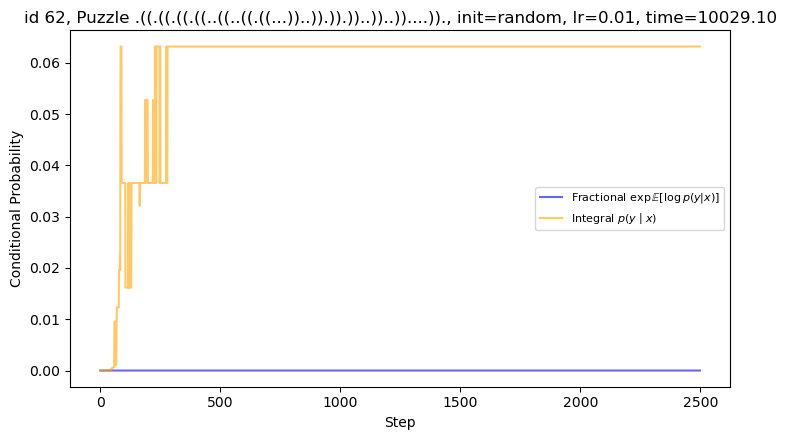 id 62, Puzzle .((.((.((.((..((..((.((...))..)).)).))..))..))....))., init=random, lr=0.01, time=10029.10
Conditional Probability
0.06
0.05
0.04
0.03
0.02
0.01
0.00
Fractional exp𝔼[log p(y|x)]
Integral p(y | x)
0
500
1000
1500
2000
2500
Step